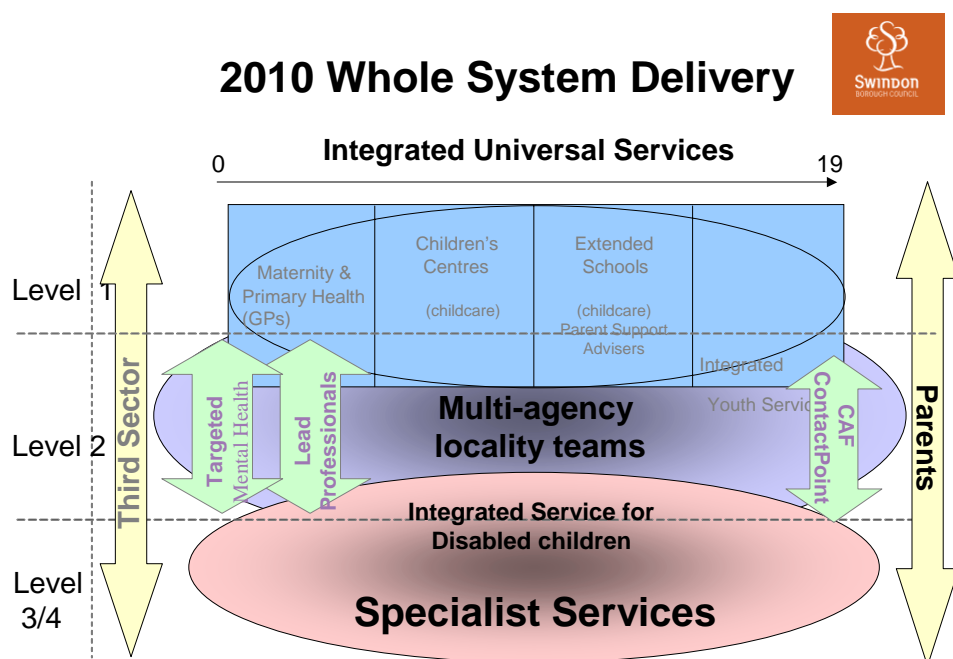 2010 Whole System Delivery
SWINDON
BOROUGH COUNCIL
Integrated Universal Services
0
19
Level 1
Maternity &
Primary Health
(GPs)
Children's
Centres
(childcare)
Extended
Schools
(childcare)
Parent Support
Advisers
Integrated
Youth Servic
Level 2
Third Sector
Targeted
Mental Health
Lead
Professionals
Multi-agency
locality teams
CAF
ContactPoint
Parents
Integrated Service for
Disabled children
Level
3/4
Specialist Services